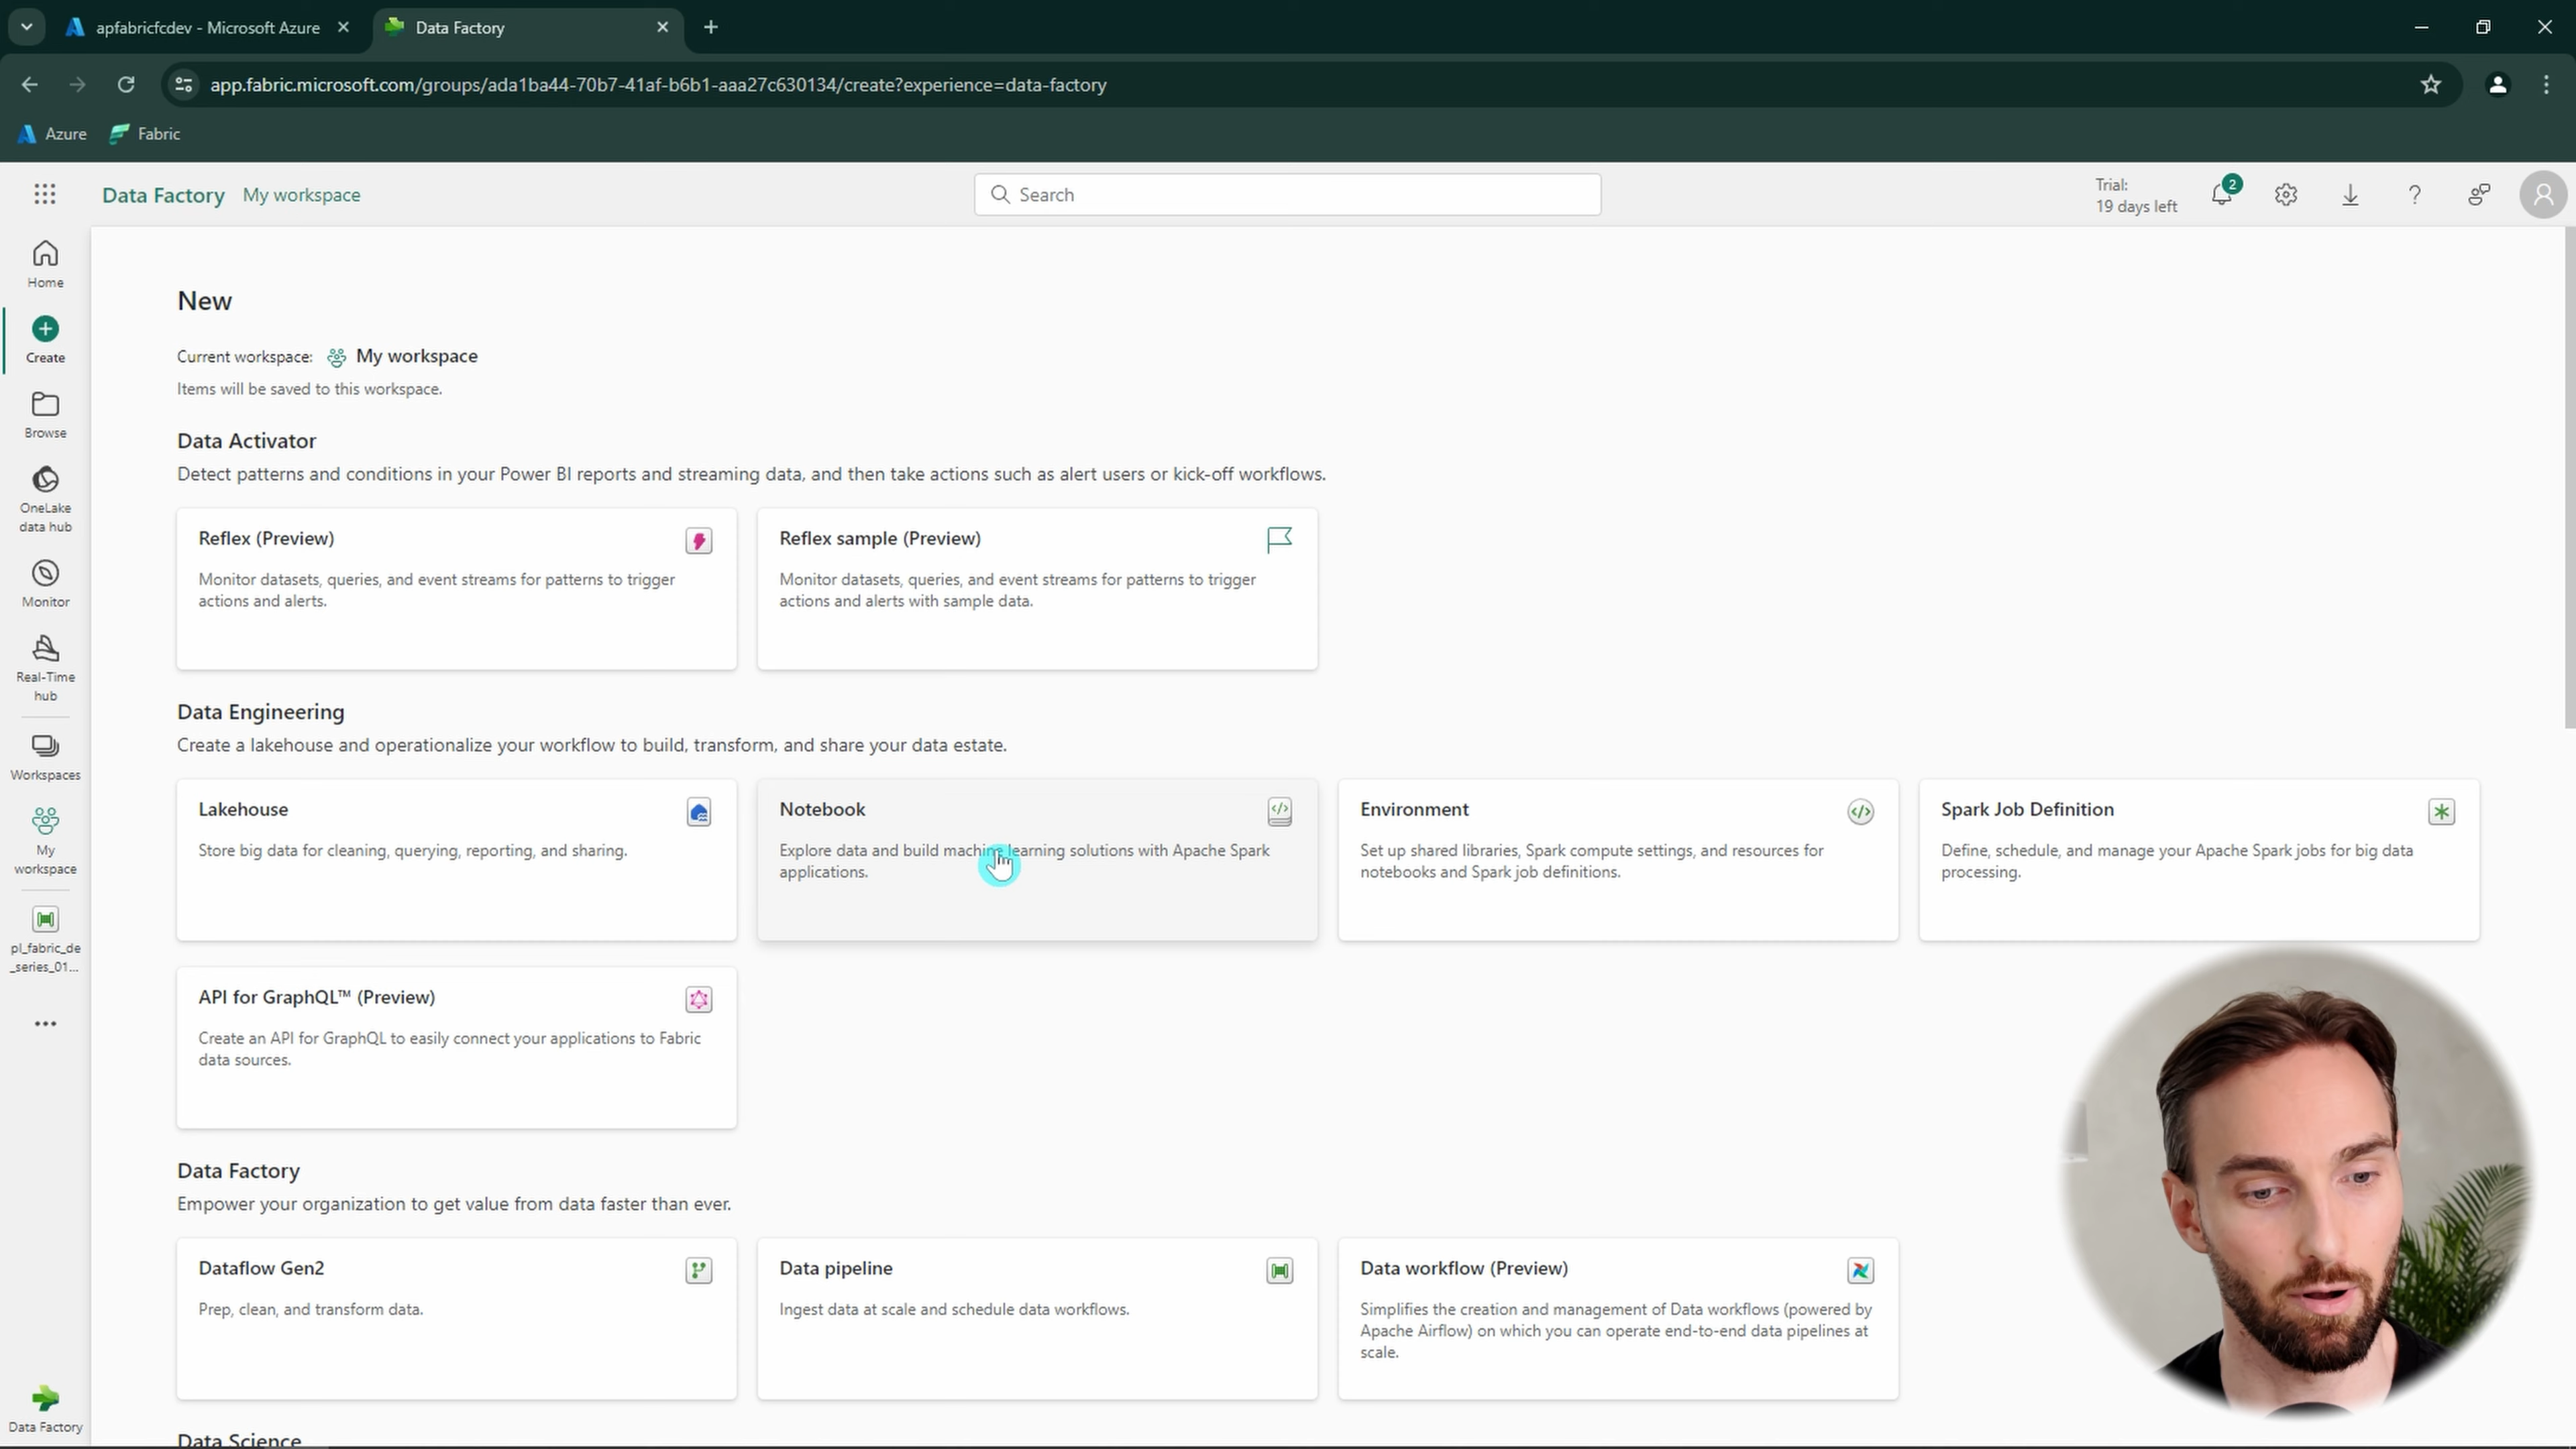 apfabricfcdev - Microsoft Azure
Data Factory
app.fabric.microsoft.com/groups/ada1ba44-70b7-41af-b6b1-aaa27c630134/create?experience=data-factory
Azure
Fabric
Data Factory My workspace
Search
Trial:
19 days left
2
Home
Create
Browse
OneLake
data hub
Monitor
Real-Time
hub
Workspaces
My
workspace
pl_fabric_de
_series_01...
Data Factory
New
Current workspace: My workspace
Items will be saved to this workspace.
Data Activator
Detect patterns and conditions in your Power BI reports and streaming data, and then take actions such as alert users or kick-off workflows.
Reflex (Preview)
Monitor datasets, queries, and event streams for patterns to trigger
actions and alerts.
Reflex sample (Preview)
Monitor datasets, queries, and event streams for patterns to trigger
actions and alerts with sample data.
Data Engineering
Create a lakehouse and operationalize your workflow to build, transform, and share your data estate.
Lakehouse
Store big data for cleaning, querying, reporting, and sharing.
Notebook
Explore data and build machine learning solutions with Apache Spark
applications.
Environment
Set up shared libraries, Spark compute settings, and resources for
notebooks and Spark job definitions.
Spark Job Definition
Define, schedule, and manage your Apache Spark jobs for big data
processing.
API for GraphQL™ (Preview)
Create an API for GraphQL to easily connect your applications to Fabric
data sources.
Data Factory
Empower your organization to get value from data faster than ever.
Dataflow Gen2
Prep, clean, and transform data.
Data pipeline
Ingest data at scale and schedule data workflows.
Data workflow (Preview)
Simplifies the creation and management of Data workflows (powered by
Apache Airflow) on which you can operate end-to-end data pipelines at
scale.
Data Science